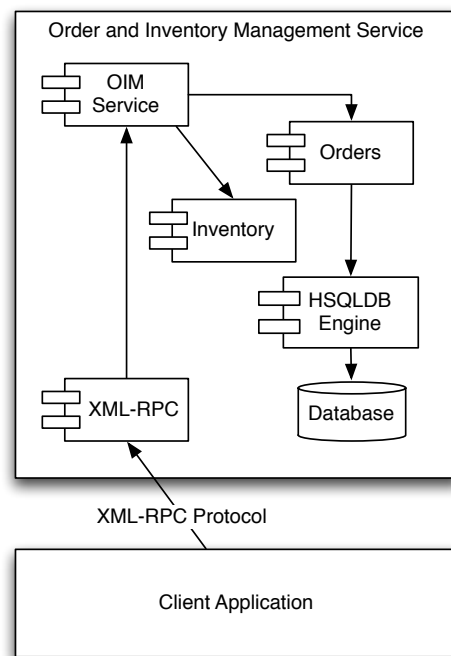 Order and Inventory Management Service
OIM
Service
Orders
Inventory
HSQLDB
Engine
XML-RPC
Database
XML-RPC Protocol
Client Application